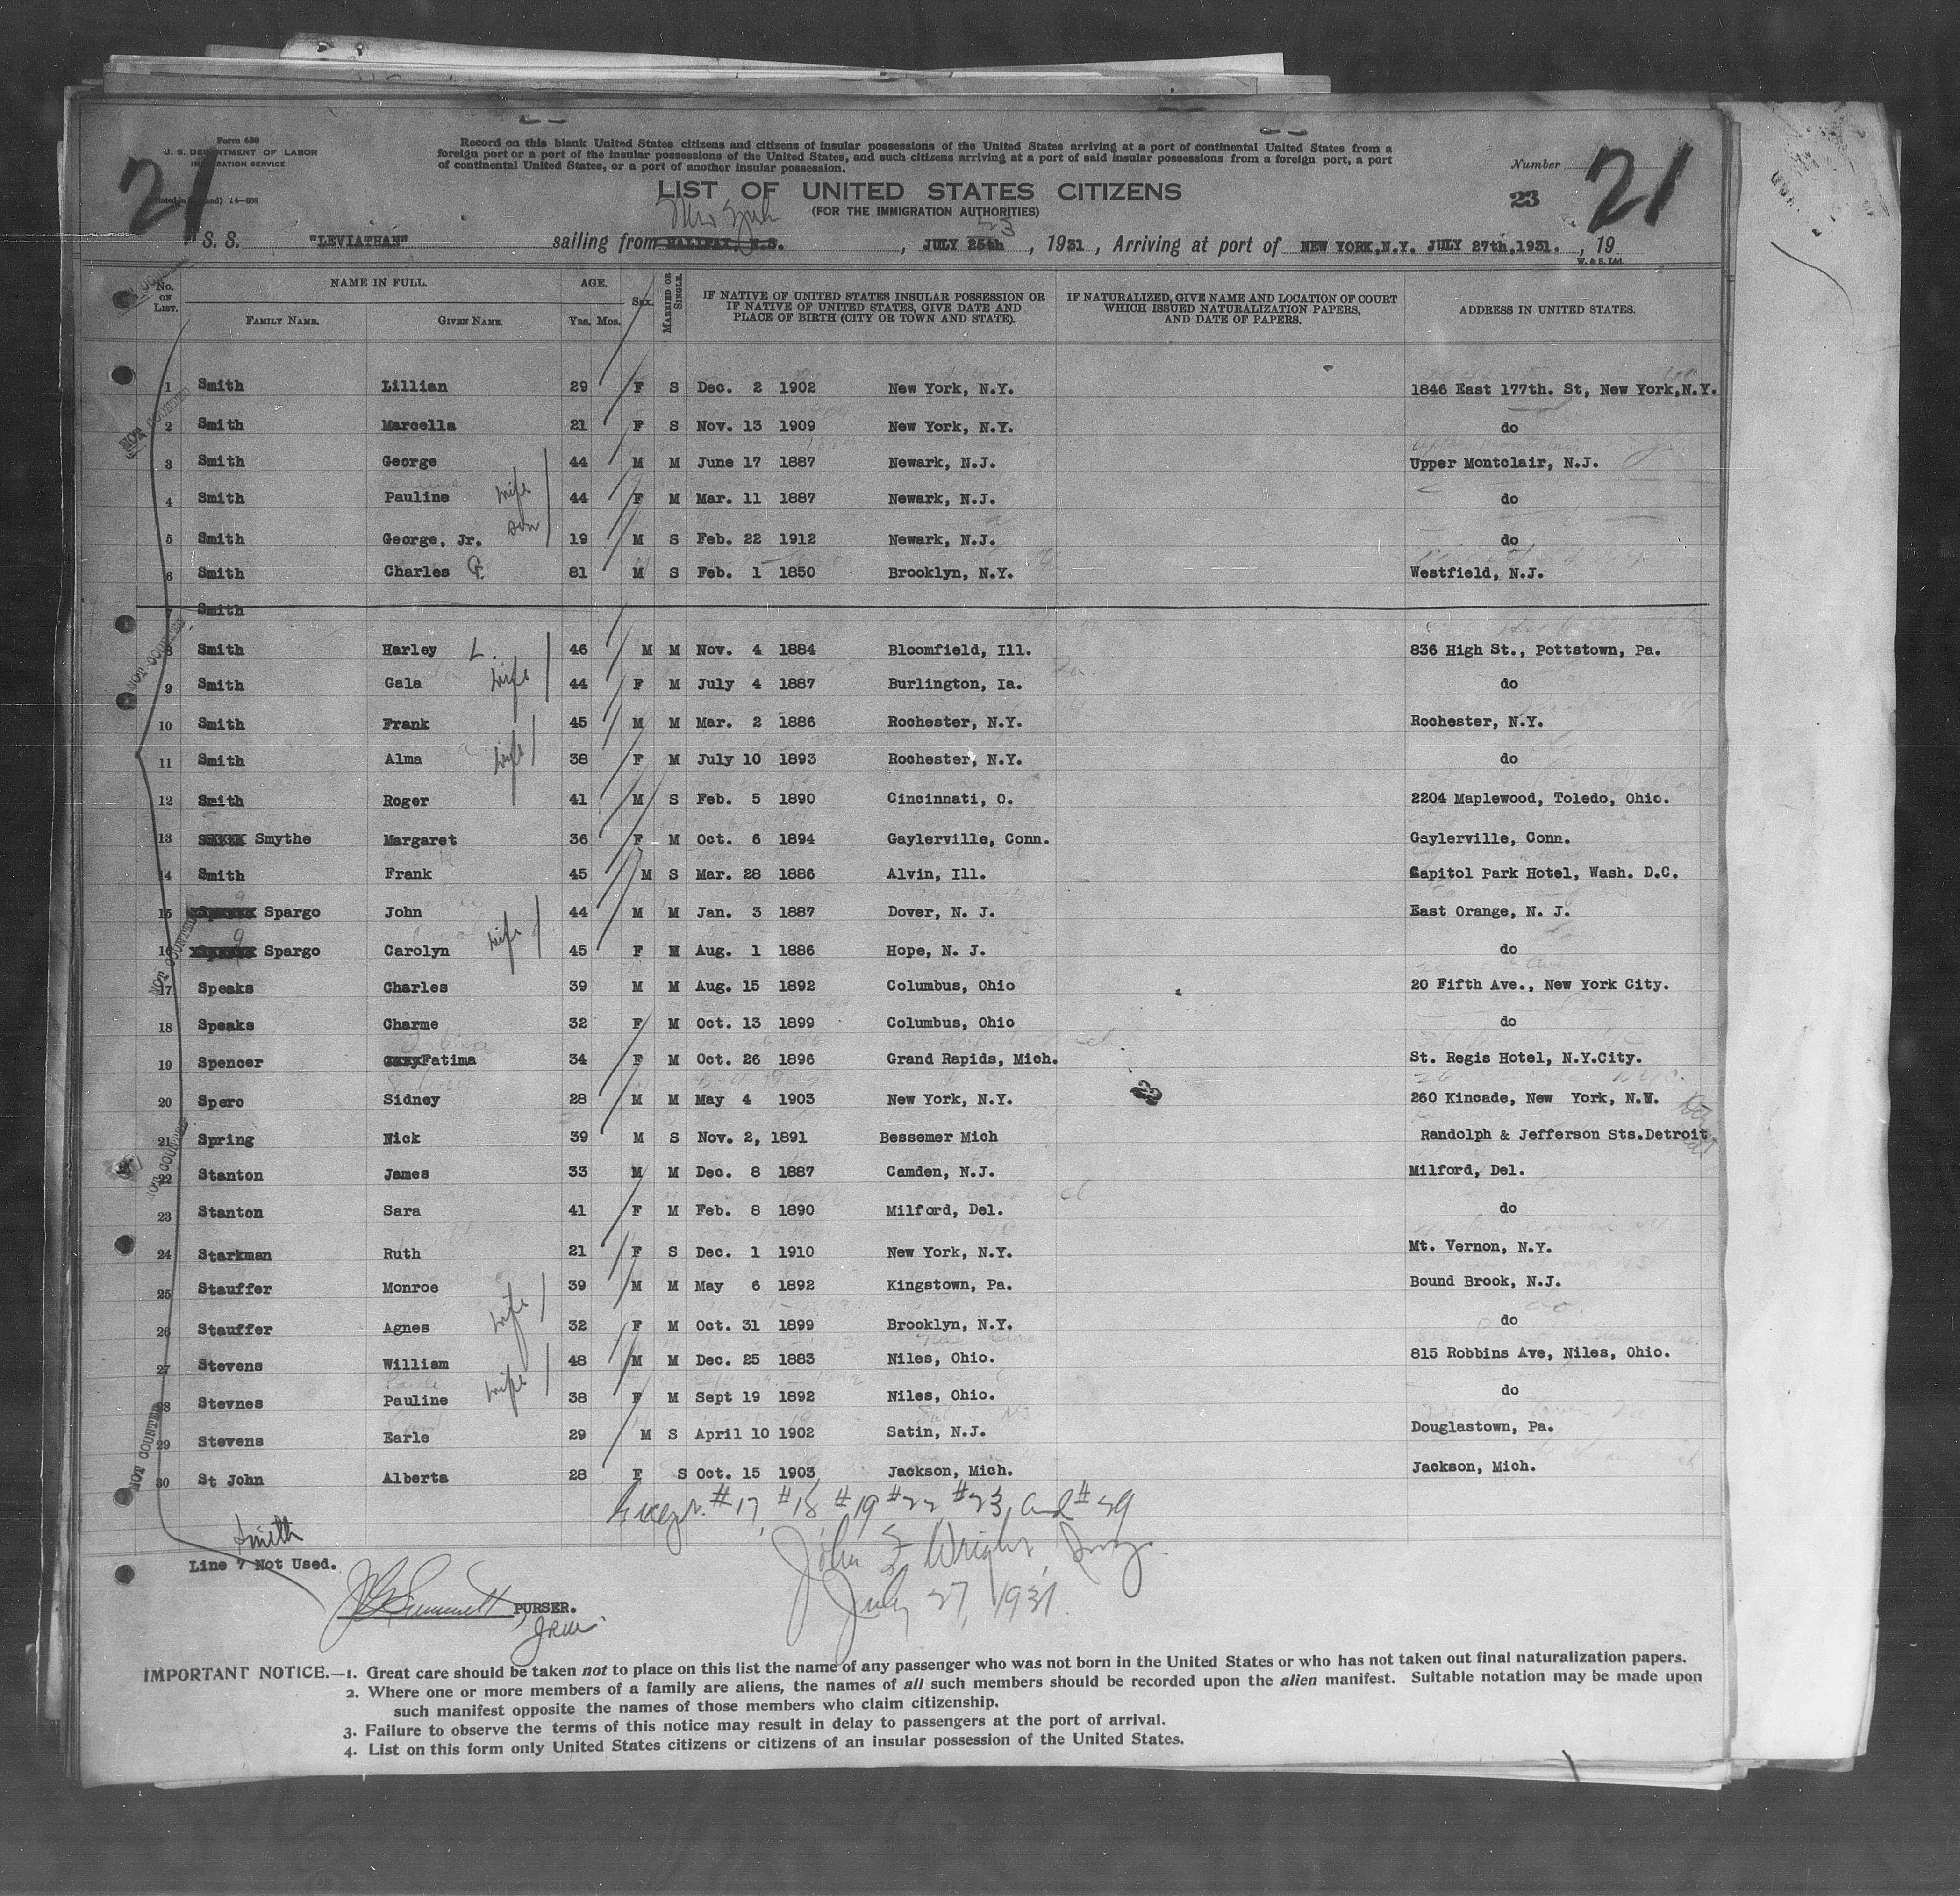 Form 630
U. S. DEPARTMENT OF LABOR
IMMIGRATION SERVICE
14-608
21
Record on this blank United States citizens and citizens of insular possessions of the United States arriving at a port of continental United States from a
foreign port or a port of the insular possessions of the United States, and such citizens arriving at a port of said insular possessions from a foreign port, a port
of continental United States, or a port of another insular possession.
Number
21
23
LIST OF UNITED STATES CITIZENS
(FOR THE IMMIGRATION AUTHORITIES)
New York 23
S. S. "LEVIATHAN" sailing from HALIFAX, N.S. , JULY 25th , 1931 , Arriving at port of NEW YORK,N.Y. JULY 27th,1931. , 19
W. & S. Ltd.
No. ON LIST. NAME IN FULL. AGE. SEX. MARRIED OR SINGLE. IF NATIVE OF UNITED STATES INSULAR POSSESSION OR IF NATIVE OF UNITED STATES, GIVE DATE AND PLACE OF BIRTH (CITY OR TOWN AND STATE). IF NATURALIZED, GIVE NAME AND LOCATION OF COURT WHICH ISSUED NATURALIZATION PAPERS, AND DATE OF PAPERS. ADDRESS IN UNITED STATES.
FAMILY NAME. GIVEN NAME. Yrs. Mos.
1 Smith Lillian 29 F S Dec. 2 1902 New York, N.Y. 1846 East 177th. St, New York,N.Y.
2 Smith Marcella 21 F S Nov. 13 1909 New York, N.Y. do
3 Smith George 44 M M June 17 1887 Newark, N.J. Upper Montclair, N.J.
4 Smith Pauline wife 44 F M Mar. 11 1887 Newark, N.J. do
5 Smith George, Jr. son 19 M S Feb. 22 1912 Newark, N.J. do
6 Smith Charles G. 81 M S Feb. 1 1850 Brooklyn, N.Y. Westfield, N.J.
7 Smith
8 Smith Harley L. 46 M M Nov. 4 1884 Bloomfield, Ill. 836 High St., Pottstown, Pa.
9 Smith Gala wife 44 F M July 4 1887 Burlington, Ia. do
10 Smith Frank 45 M M Mar. 2 1886 Rochester, N.Y. Rochester, N.Y.
11 Smith Alma wife 38 F M July 10 1893 Rochester, N.Y. do
12 Smith Roger 41 M S Feb. 5 1890 Cincinnati, O. 2204 Maplewood, Toledo, Ohio.
13 Smythe Margaret 36 F M Oct. 6 1894 Gaylerville, Conn. Gaylerville, Conn.
14 Smith Frank 45 M S Mar. 28 1886 Alvin, Ill. Capitol Park Hotel, Wash. D.C.
15 Spargo John 44 M M Jan. 3 1887 Dover, N. J. East Orange, N. J.
16 Spargo Carolyn wife 45 F M Aug. 1 1886 Hope, N. J. do
17 Speaks Charles 39 M M Aug. 15 1892 Columbus, Ohio 20 Fifth Ave., New York City.
18 Speaks Charme 32 F M Oct. 13 1899 Columbus, Ohio do
19 Spencer Fatima 34 F M Oct. 26 1896 Grand Rapids, Mich. St. Regis Hotel, N.Y.City.
20 Spero Sidney 28 M M May 4 1903 New York, N.Y. 260 Kincade, New York, N.W.
21 Spring Nick 39 M S Nov. 2, 1891 Bessemer Mich Randolph & Jefferson Sts.Detroit
22 Stanton James 33 M M Dec. 8 1887 Camden, N.J. Milford, Del.
23 Stanton Sara 41 F M Feb. 8 1890 Milford, Del. do
24 Starkman Ruth 21 F S Dec. 1 1910 New York, N.Y. Mt. Vernon, N.Y.
25 Stauffer Monroe 39 M M May 6 1892 Kingstown, Pa. Bound Brook, N.J.
26 Stauffer Agnes wife 32 F M Oct. 31 1899 Brooklyn, N.Y. do
27 Stevens William 48 M M Dec. 25 1883 Niles, Ohio. 815 Robbins Ave, Niles, Ohio.
28 Stevnes Pauline wife 38 F M Sept 19 1892 Niles, Ohio. do
29 Stevens Earle 29 M S April 10 1902 Satin, N.J. Douglastown, Pa.
30 St John Alberta 28 F S Oct. 15 1903 Jackson, Mich. Jackson, Mich.
NOT COUNTED
NOT COUNTED
NOT COUNTED
NOT COUNTED
NOT COUNTED
#17, #18 #19 #22 #23, and #29
Smith
Line 7 Not Used.
John F Wright, Insp.
July 27, 1931.
PURSER.
IMPORTANT NOTICE.—1. Great care should be taken not to place on this list the name of any passenger who was not born in the United States or who has not taken out final naturalization papers.
2. Where one or more members of a family are aliens, the names of all such members should be recorded upon the alien manifest. Suitable notation may be made upon
such manifest opposite the names of those members who claim citizenship.
3. Failure to observe the terms of this notice may result in delay to passengers at the port of arrival.
4. List on this form only United States citizens or citizens of an insular possession of the United States.